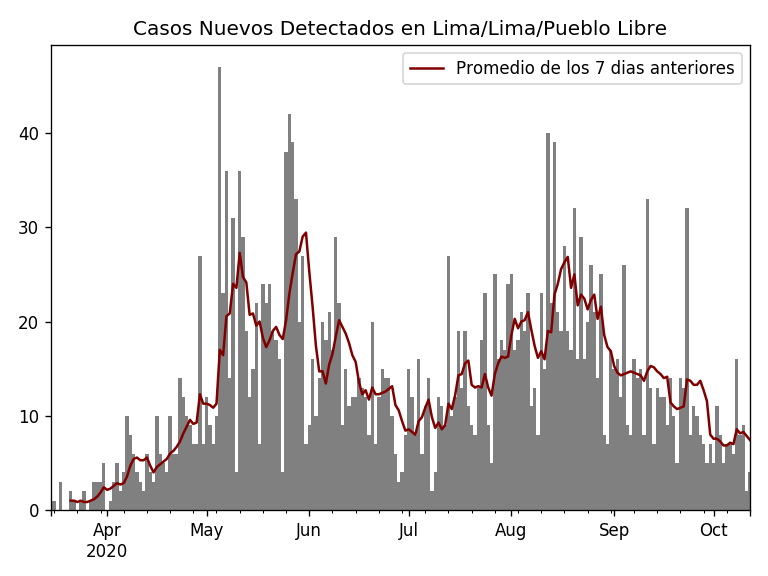 Casos Nuevos Detectados en Lima/Lima/Pueblo Libre
Promedio de los 7 dias anteriores
40
30
20
10
0
Apr May Jun Jul Aug Sep Oct
2020